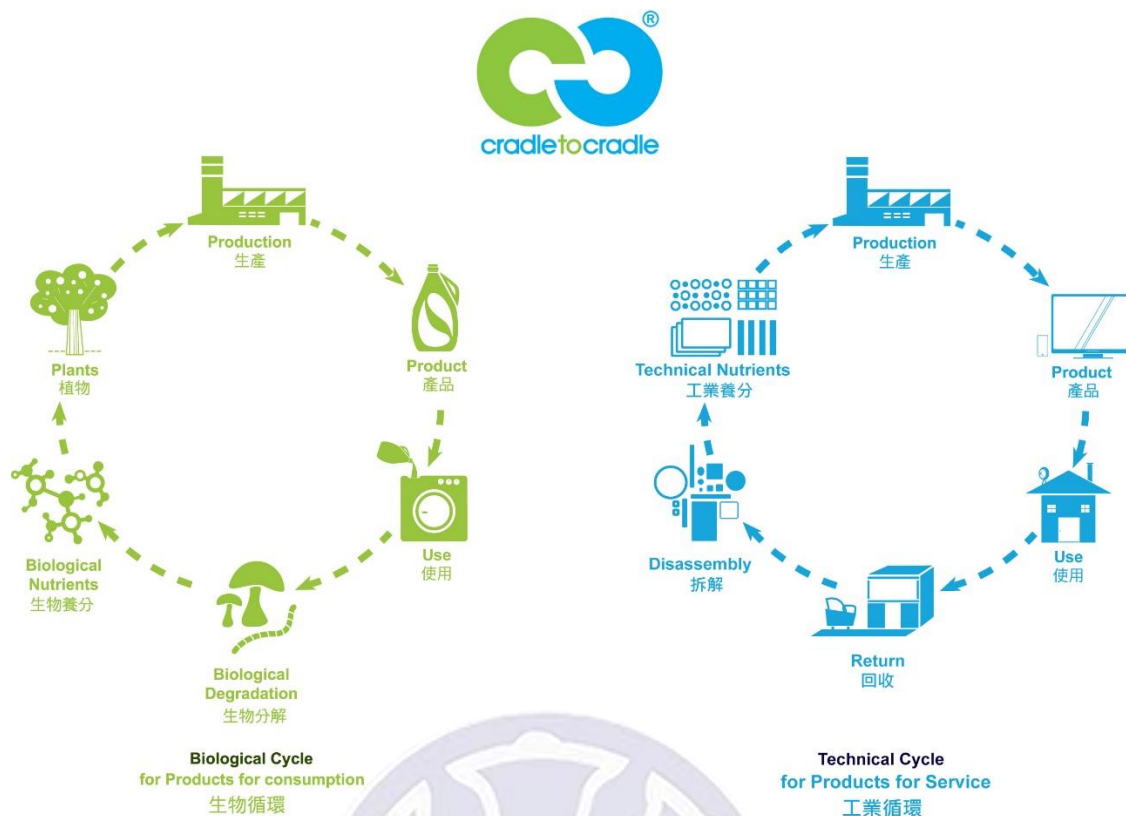 ®
cradletocradle
Production
生產
Product
產品
Use
使用
Biological
Degradation
生物分解
Biological
Nutrients
生物養分
Plants
植物
Biological Cycle
for Products for consumption
生物循環
Production
生產
Product
產品
Use
使用
Return
回收
Disassembly
拆解
Technical Nutrients
工業養分
Technical Cycle
for Products for Service
工業循環